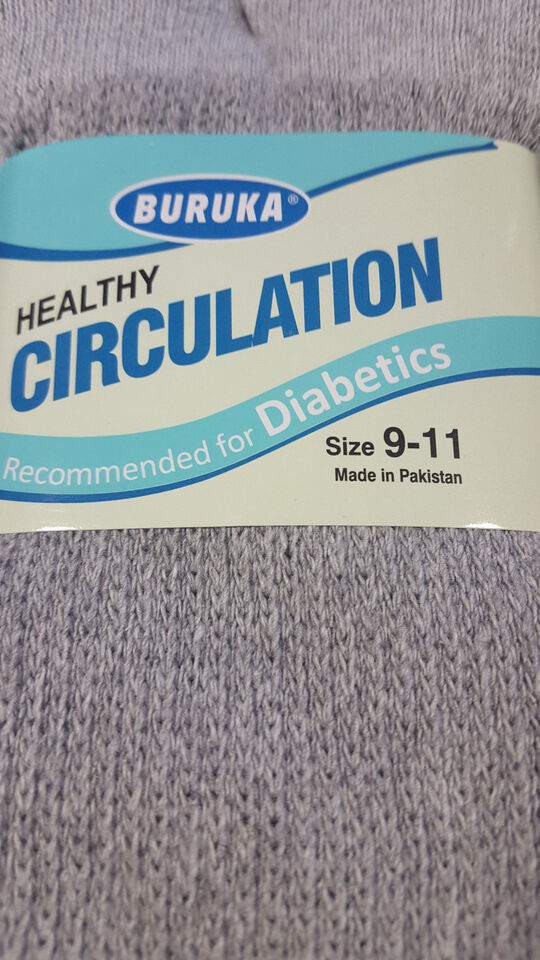 BURUKA®
HEALTHY
CIRCULATION
Recommended for Diabetics
Size 9-11
Made in Pakistan